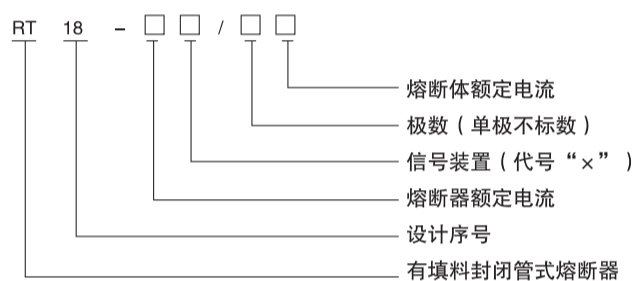 RT 18 – □ □ / □ □
熔断体额定电流
极数（单极不标数）
信号装置（代号“×”）
熔断器额定电流
设计序号
有填料封闭管式熔断器